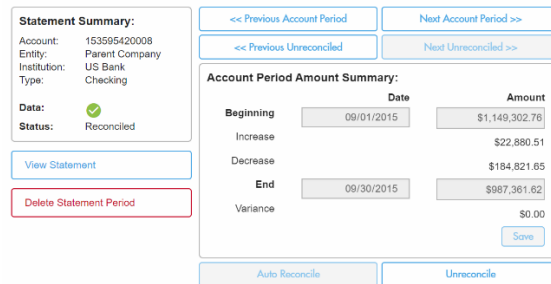 Statement Summary:
Account: 153595420008
Entity: Parent Company
Institution: US Bank
Type: Checking
Data:
Status: Reconciled
View Statement
Delete Statement Period
<< Previous Account Period
Next Account Period >>
<< Previous Unreconciled
Next Unreconciled >>
Account Period Amount Summary:
Date Amount
Beginning 09/01/2015 $1,149,302.76
Increase $22,880.51
Decrease $184,821.65
End 09/30/2015 $987,361.62
Variance $0.00
Save
Auto Reconcile
Unreconcile